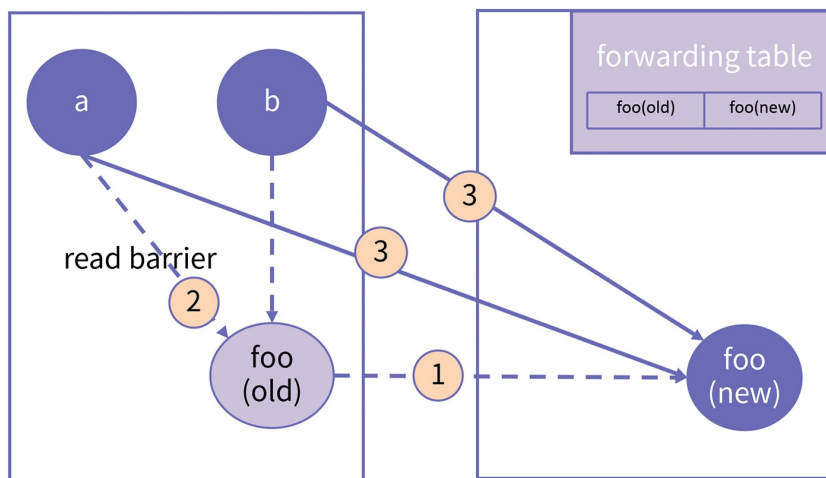 forwarding table
foo(old) foo(new)
a b
3
3
read barrier
2
foo
(old)
1
foo
(new)